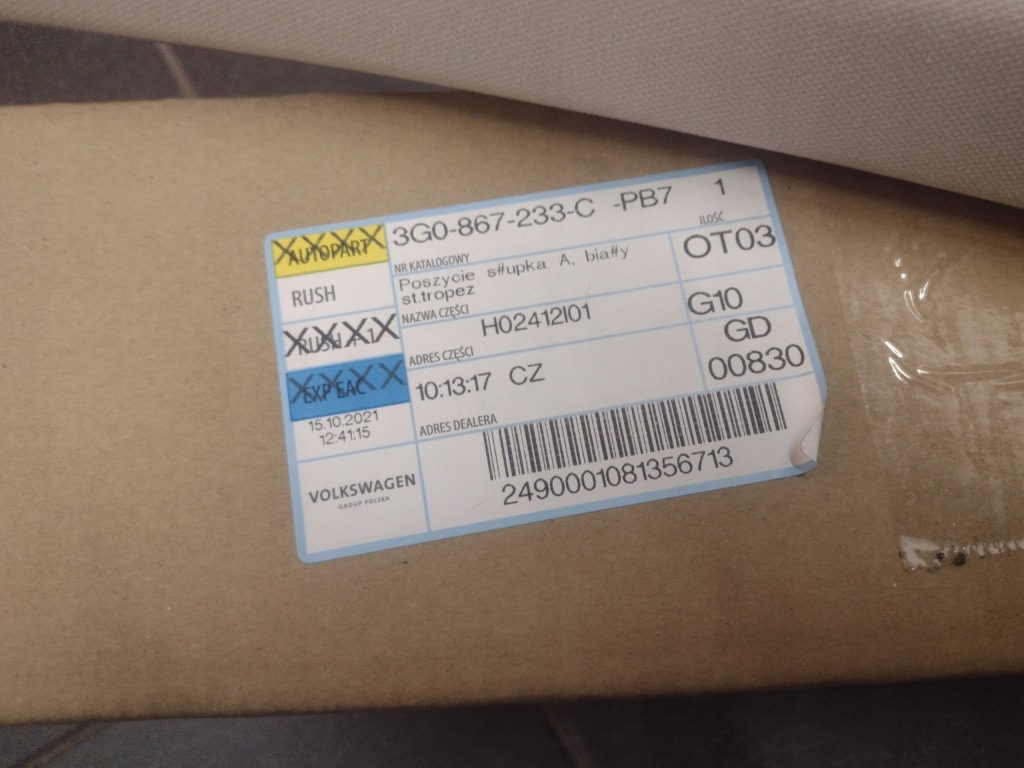 AUTOPART
3G0-867-233-C -PB7 1
NR KATALOGOWY
ILOŚĆ
RUSH
Poszycie s#upka A, bia#y
st.tropez
OT03
NAZWA CZĘŚCI
XXXX
H02412I01
G10
ADRES CZĘŚCI
GD
EXP EAC
10:13:17 CZ
00830
15.10.2021
12:41:15
ADRES DEALERA
VOLKSWAGEN
GROUP POLSKA
2490001081356713